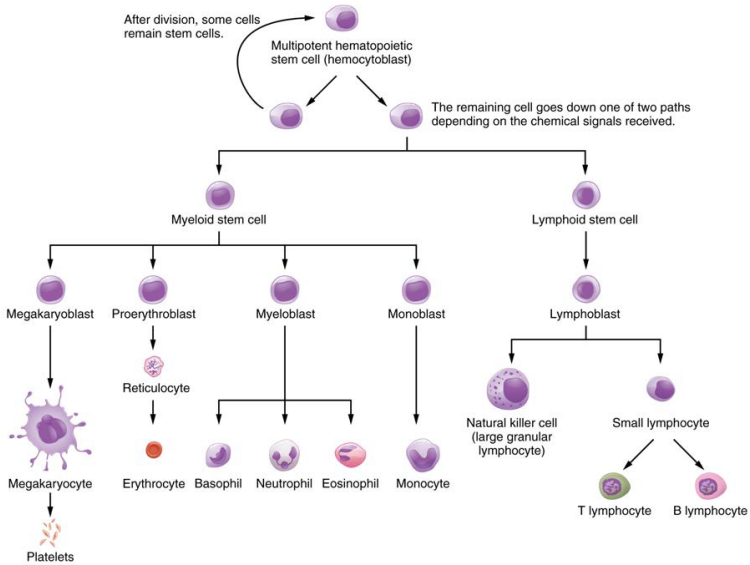 After division, some cells
remain stem cells.
Multipotent hematopoietic
stem cell (hemocytoblast)
The remaining cell goes down one of two paths
depending on the chemical signals received.
Myeloid stem cell
Lymphoid stem cell
Megakaryoblast
Proerythroblast
Myeloblast
Monoblast
Lymphoblast
Reticulocyte
Natural killer cell
(large granular
lymphocyte)
Small lymphocyte
Megakaryocyte
Erythrocyte
Basophil
Neutrophil
Eosinophil
Monocyte
T lymphocyte
B lymphocyte
Platelets